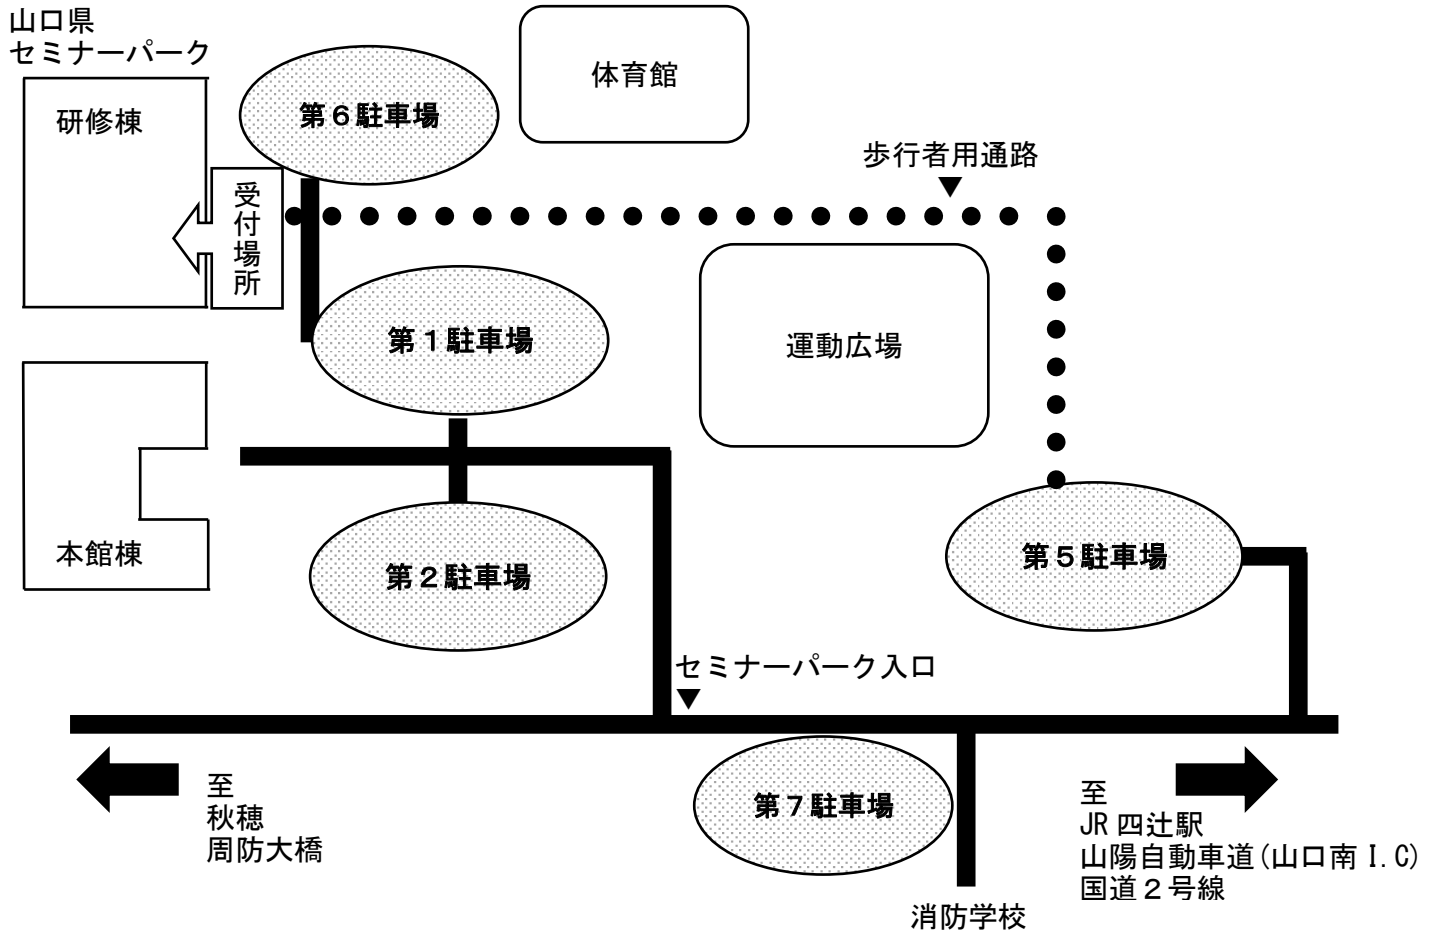 山口県
セミナーパーク
体育館
研修棟
第６駐車場
歩行者用通路
受付場所
第１駐車場
運動広場
本館棟
第２駐車場
第５駐車場
セミナーパーク入口
至
秋穂
周防大橋
第７駐車場
至
JR 四辻駅
山陽自動車道(山口南 I.C)
国道２号線
消防学校